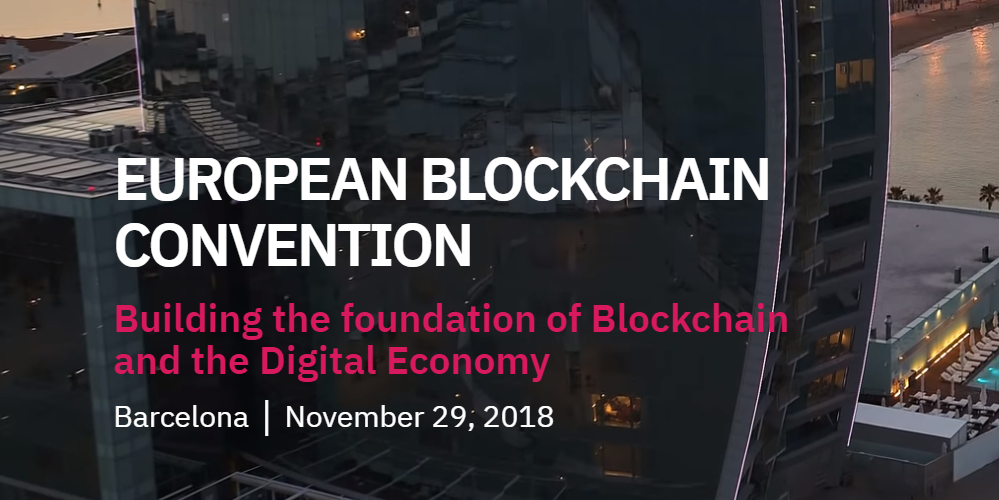 EUROPEAN BLOCKCHAIN
CONVENTION
Building the foundation of Blockchain
and the Digital Economy
Barcelona | November 29, 2018